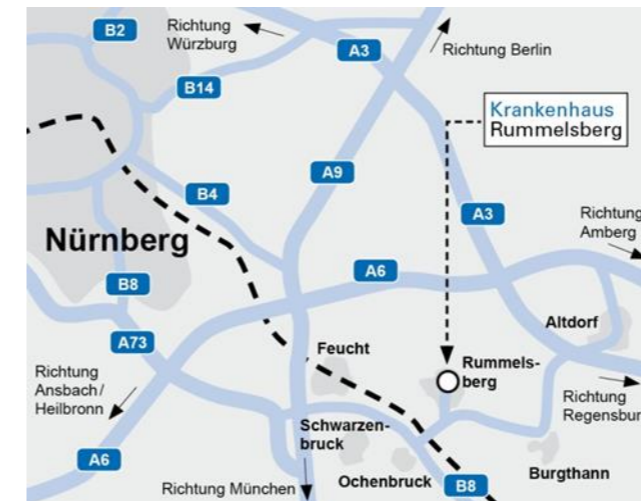 B2
Richtung
Würzburg
A3
Richtung Berlin
B14
Krankenhaus
Rummelsberg
A9
B4
A3
Richtung
Amberg
Nürnberg
A6
B8
Altdorf
A73
Feucht
Rummels-
berg
Richtung
Ansbach/
Heilbronn
Richtung
Regensbur
Schwarzen-
bruck
A6
Ochenbruck
B8
Burgthann
Richtung München